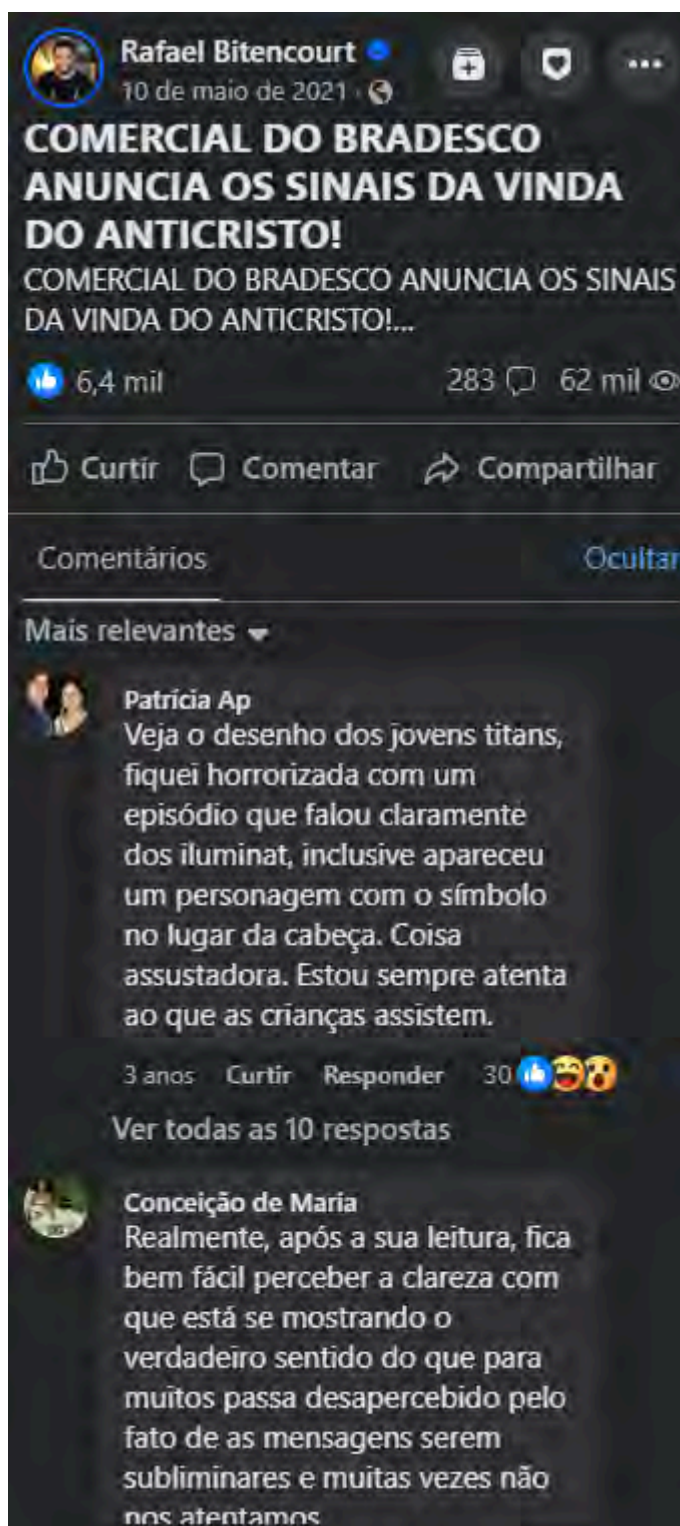 Rafael Bitencourt
10 de maio de 2021 ·
COMERCIAL DO BRADESCO
ANUNCIA OS SINAIS DA VINDA
DO ANTICRISTO!
COMERCIAL DO BRADESCO ANUNCIA OS SINAIS
DA VINDA DO ANTICRISTO!...
6,4 mil 283 62 mil
Curtir Comentar Compartilhar
Comentários Ocultar
Mais relevantes
Patrícia Ap
Veja o desenho dos jovens titans,
fiquei horrorizada com um
episódio que falou claramente
dos iluminat, inclusive apareceu
um personagem com o símbolo
no lugar da cabeça. Coisa
assustadora. Estou sempre atenta
ao que as crianças assistem.
3 anos Curtir Responder 30
Ver todas as 10 respostas
Conceição de Maria
Realmente, após a sua leitura, fica
bem fácil perceber a clareza com
que está se mostrando o
verdadeiro sentido do que para
muitos passa desapercebido pelo
fato de as mensagens serem
subliminares e muitas vezes não
nos atentamos